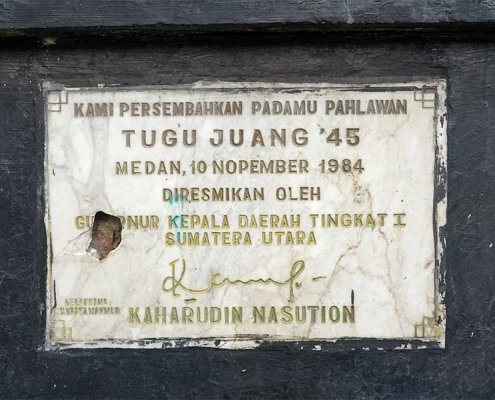 KAMI PERSEMBAHKAN PADAMU PAHLAWAN
TUGU JUANG '45
MEDAN, 10 NOPEMBER 1984
DIRESMIKAN OLEH
KEPALA DAERAH TINGKAT I
SUMATERA UTARA
KAHARUDIN NASUTION